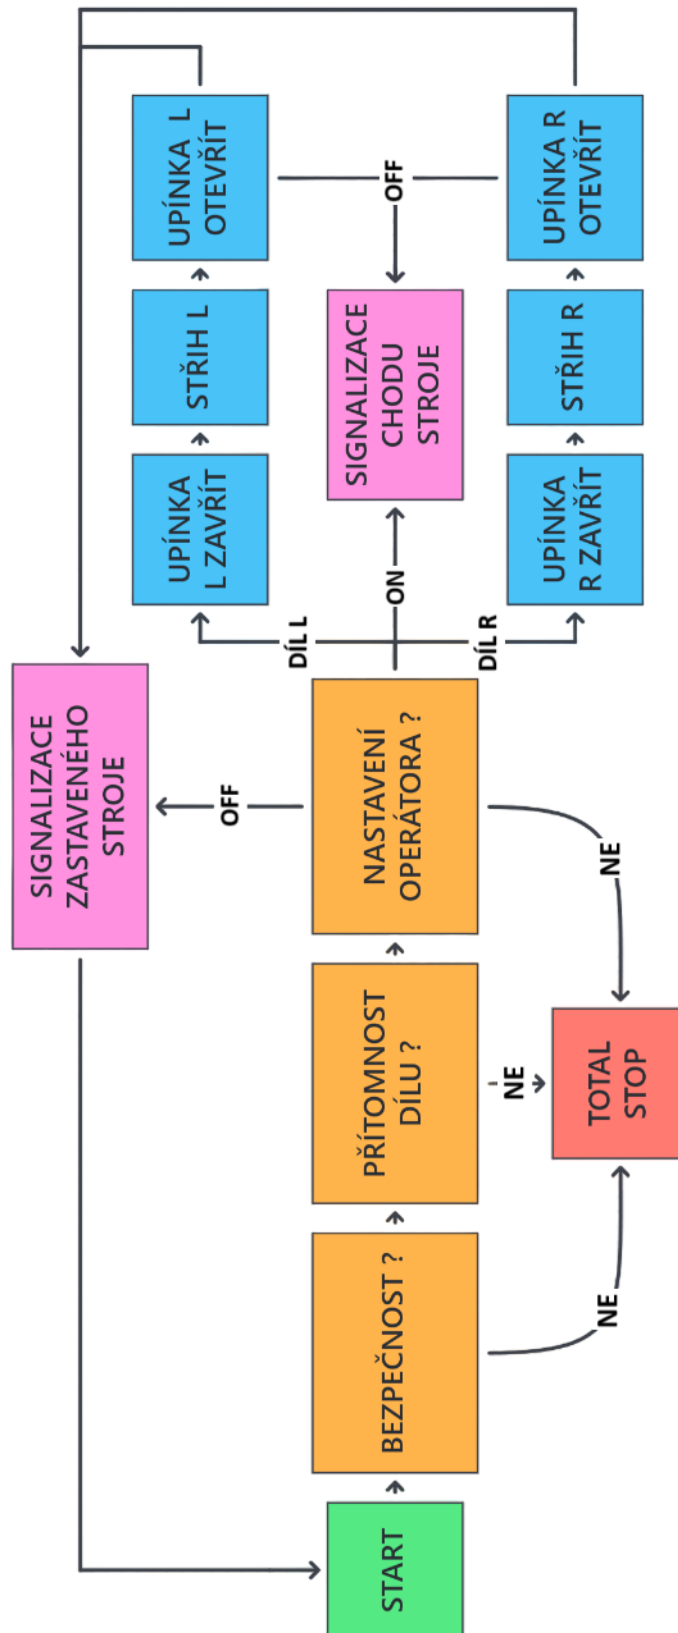 START
BEZPEČNOST ?
NE
PŘÍTOMNOST
DÍLU ?
NE
TOTAL
STOP
NASTAVENÍ
OPERÁTORA ?
NE
OFF
SIGNALIZACE
ZASTAVENÉHO
STROJE
DÍL L
ON
DÍL R
UPÍNKA
L ZAVŘÍT
STŘIH L
UPÍNKA L
OTEVŘÍT
SIGNALIZACE
CHODU
STROJE
OFF
UPÍNKA
R ZAVŘÍT
STŘIH R
UPÍNKA R
OTEVŘÍT